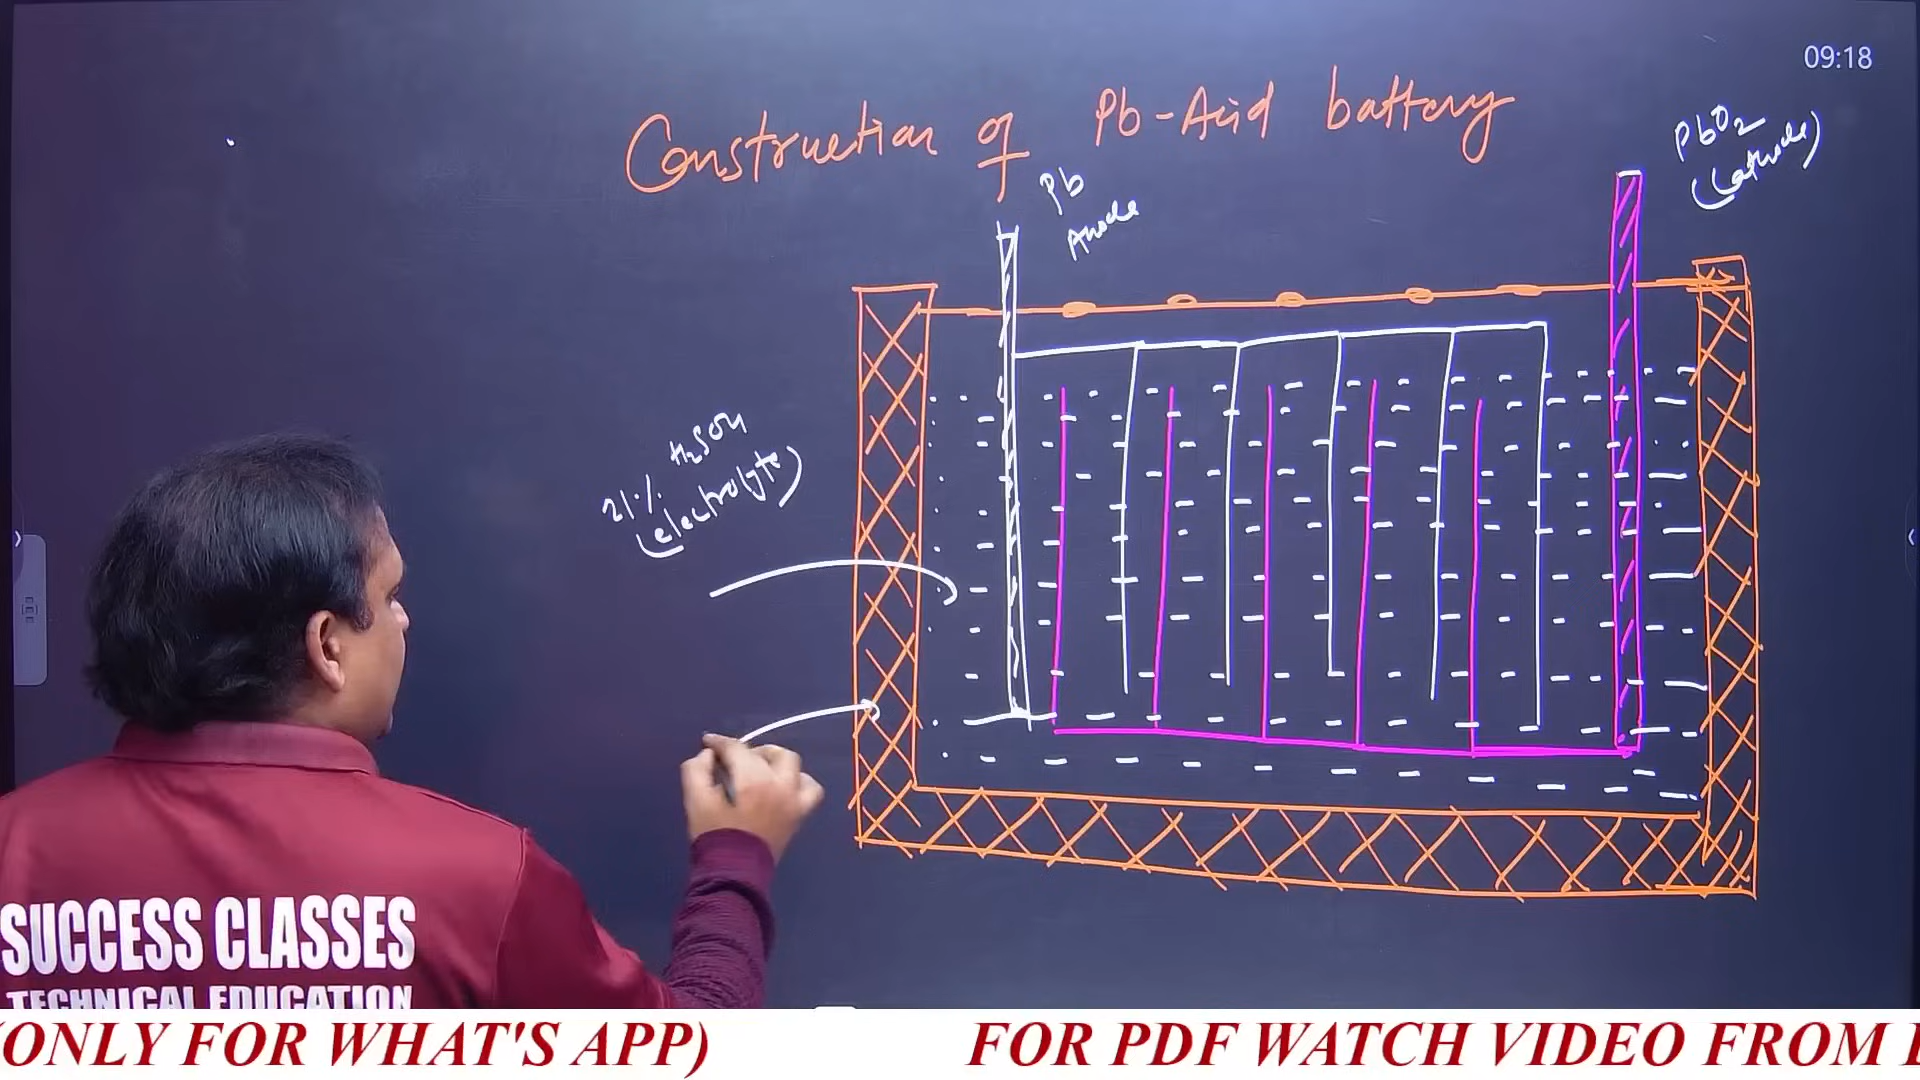 09:18
Construction of Pb-Acid battery
PbO2
(Cathode)
Pb
Anode
21% H2SO4
(electrolyte)
SUCCESS CLASSES
TECHNICAL EDUCATION
(ONLY FOR WHAT'S APP) FOR PDF WATCH VIDEO FROM